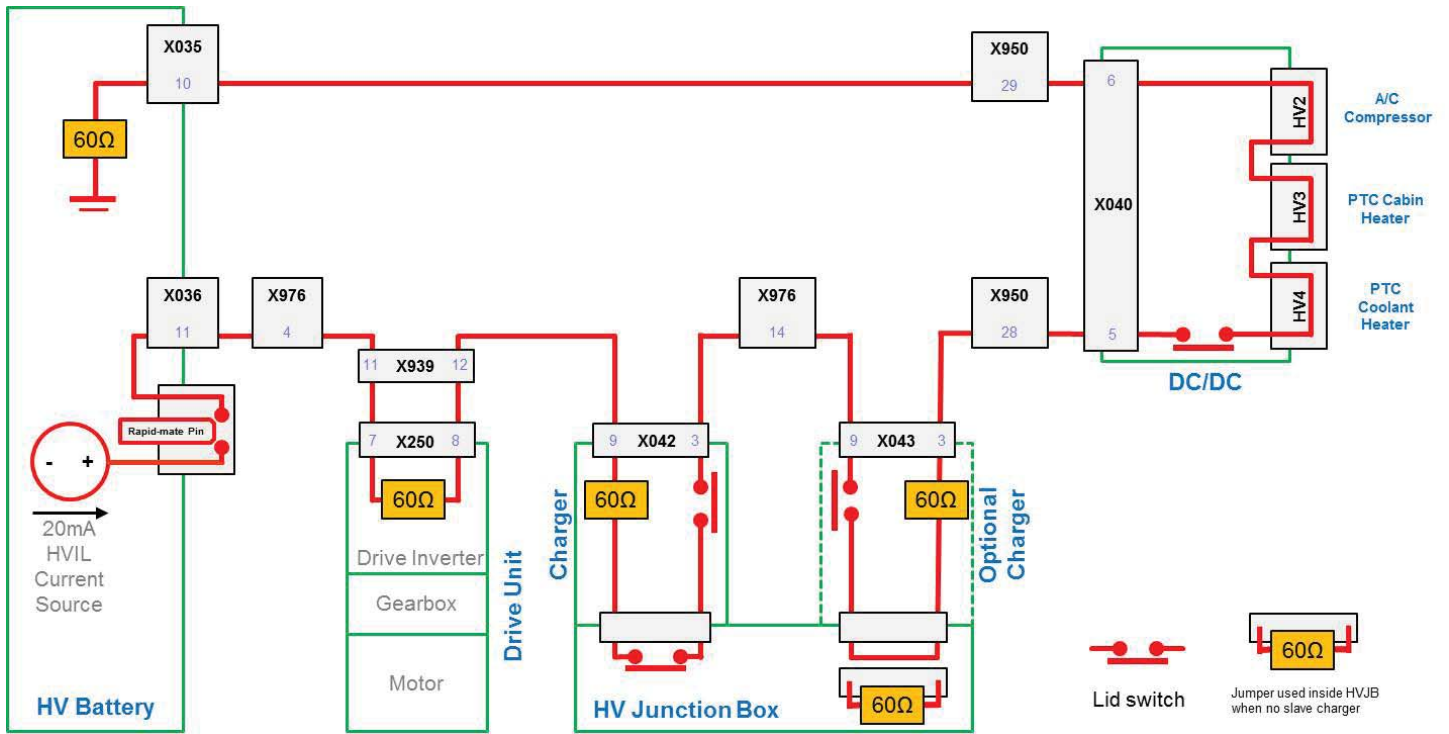 X035
10
60Ω
X950
29
6
X040
5
HV2
HV3
HV4
A/C
Compressor
PTC Cabin
Heater
PTC
Coolant
Heater
DC/DC
X036
11
X976
4
11 X939 12
7 X250 8
60Ω
Drive Inverter
Gearbox
Motor
Drive Unit
Rapid-mate Pin
- +
20mA
HVIL
Current
Source
HV Battery
X976
14
X950
28
9 X042 3
60Ω
Charger
9 X043 3
60Ω
Optional
Charger
60Ω
HV Junction Box
Lid switch
60Ω
Jumper used inside HVJB
when no slave charger